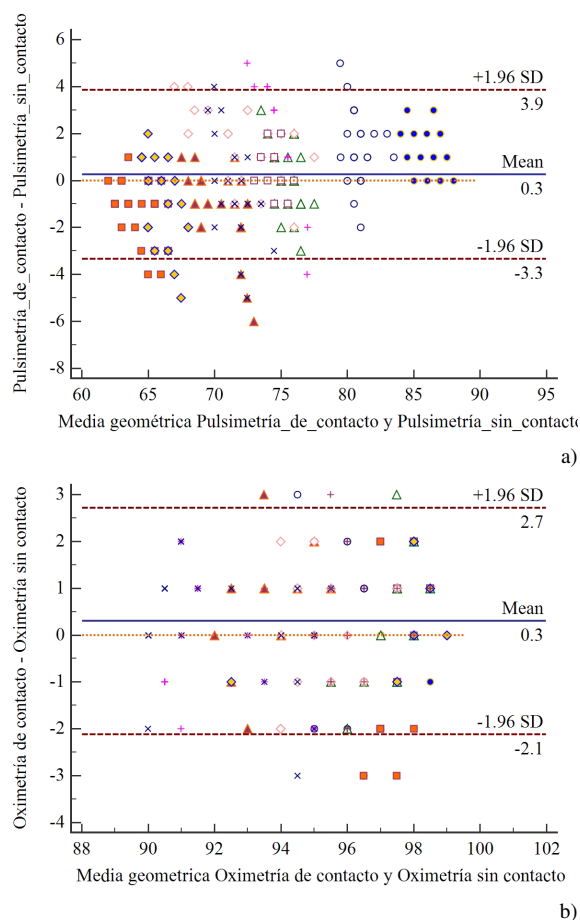 6
4
2
0
-2
-4
-6
-8
Pulsimetría_de_contacto - Pulsimetría_sin_contacto
+1.96 SD
3.9
Mean
0.3
-1.96 SD
-3.3
60 65 70 75 80 85 90 95
Media geométrica Pulsimetría_de_contacto y Pulsimetría_sin_contacto
a)
3
2
1
0
-1
-2
-3
-4
Oximetría de contacto - Oximetría sin contacto
+1.96 SD
2.7
Mean
0.3
-1.96 SD
-2.1
88 90 92 94 96 98 100 102
Media geometrica Oximetría de contacto y Oximetría sin contacto
b)